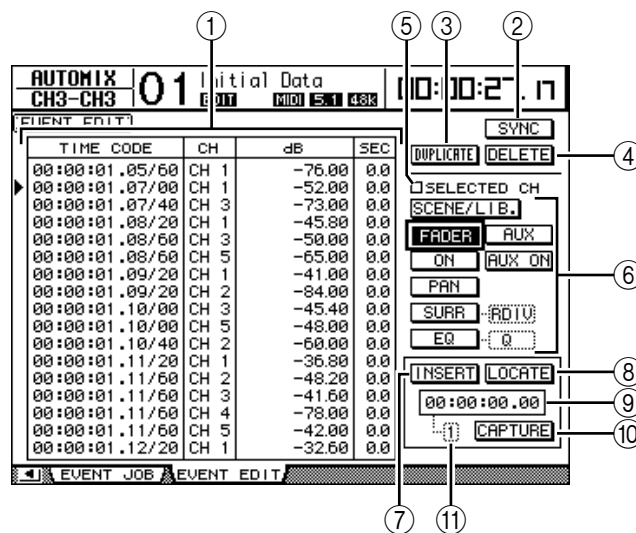 ① ⑤ ③ ②
AUTOMIX 01 Initial Data 00:00:27.17
CH3-CH3 EDIT MIDI 5.1 48k
EVENT EDIT
SYNC
DUPLICATE DELETE ④
TIME CODE CH dB SEC
00:00:01.05/60 CH 1 -76.00 0.0
00:00:01.07/00 CH 1 -52.00 0.0
00:00:01.07/40 CH 3 -73.00 0.0
00:00:01.08/20 CH 1 -45.80 0.0
00:00:01.08/60 CH 3 -50.00 0.0
00:00:01.08/60 CH 5 -65.00 0.0
00:00:01.09/20 CH 1 -41.00 0.0
00:00:01.09/20 CH 2 -84.00 0.0
00:00:01.10/00 CH 3 -45.40 0.0
00:00:01.10/00 CH 5 -48.00 0.0
00:00:01.10/40 CH 2 -60.00 0.0
00:00:01.11/20 CH 1 -36.80 0.0
00:00:01.11/60 CH 2 -48.20 0.0
00:00:01.11/60 CH 3 -41.60 0.0
00:00:01.11/60 CH 4 -78.00 0.0
00:00:01.11/60 CH 5 -42.00 0.0
00:00:01.12/20 CH 1 -32.60 0.0
SELECTED CH
SCENE/LIB.
FADER AUX
ON AUX ON
PAN
SURR RDIV
EQ Q
⑥
INSERT LOCATE ⑧
00:00:00.00 ⑨
1 CAPTURE ⑩
EVENT JOB EVENT EDIT
⑦ ⑪